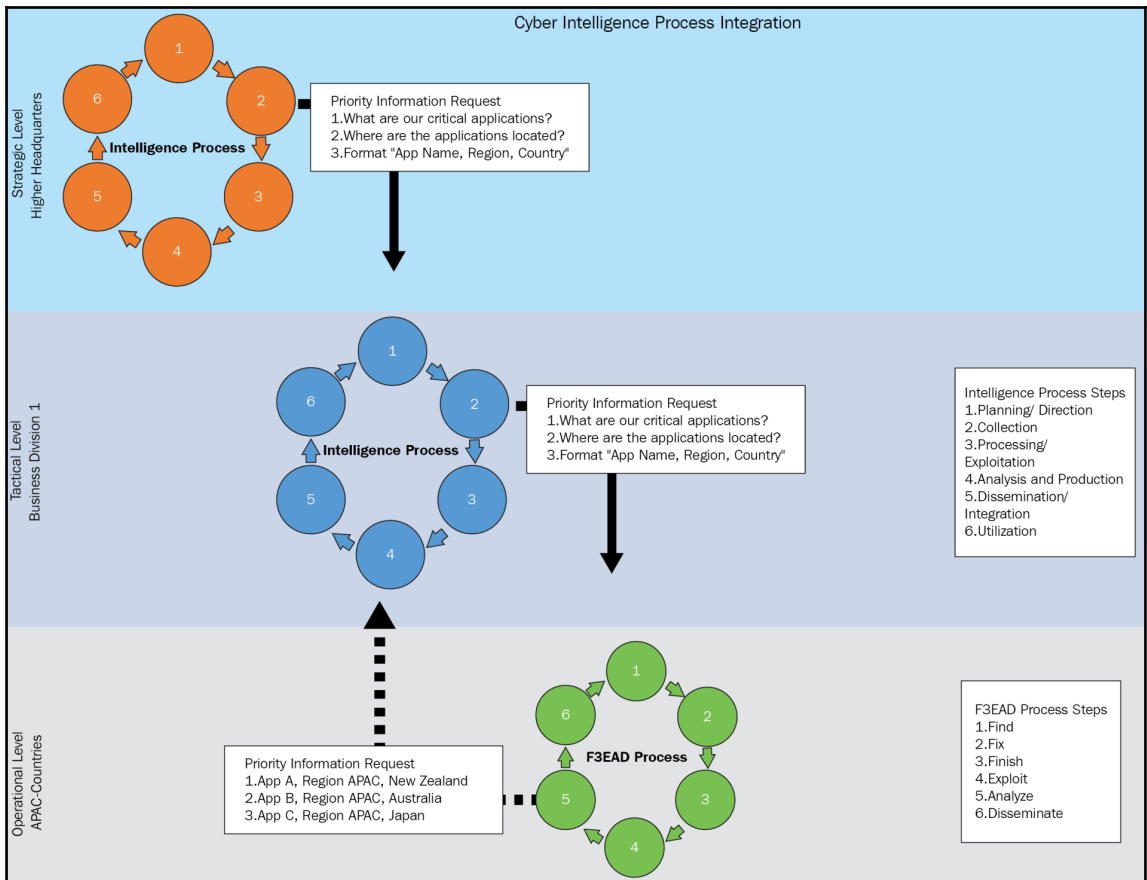 Cyber Intelligence Process Integration
Strategic Level
Higher Headquarters
1
2
3
4
5
6
Intelligence Process
Priority Information Request
1.What are our critical applications?
2.Where are the applications located?
3.Format "App Name, Region, Country"
Tactical Level
Business Division 1
1
2
3
4
5
6
Intelligence Process
Priority Information Request
1.What are our critical applications?
2.Where are the applications located?
3.Format "App Name, Region, Country"
Intelligence Process Steps
1.Planning/ Direction
2.Collection
3.Processing/
Exploitation
4.Analysis and Production
5.Dissemination/
Integration
6.Utilization
Operational Level
APAC-Countries
Priority Information Request
1.App A, Region APAC, New Zealand
2.App B, Region APAC, Australia
3.App C, Region APAC, Japan
1
2
3
4
5
6
F3EAD Process
F3EAD Process Steps
1.Find
2.Fix
3.Finish
4.Exploit
5.Analyze
6.Disseminate